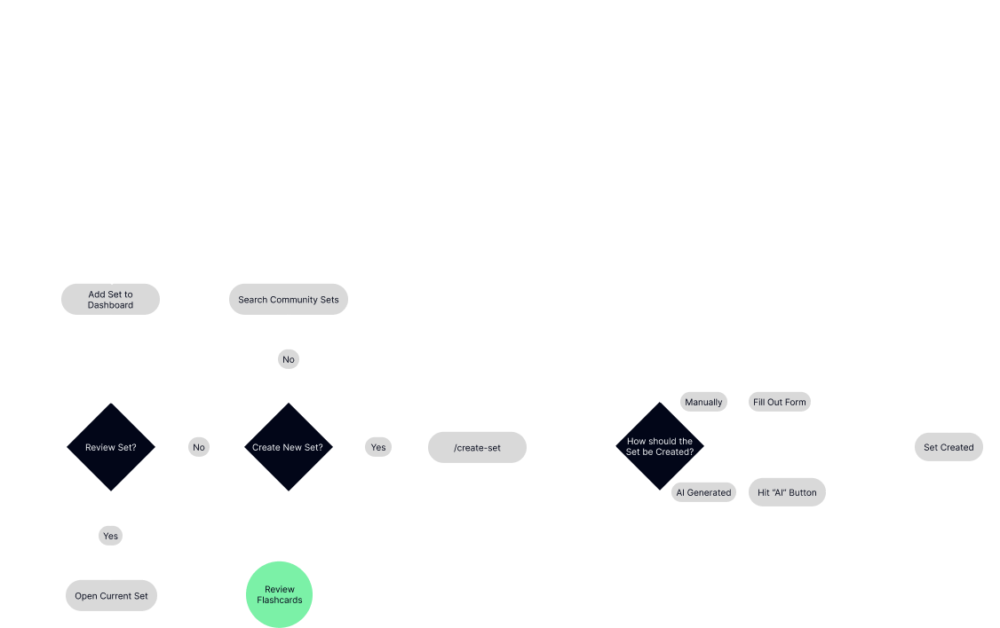 Add Set to
Dashboard
Search Community Sets
No
Manually
Fill Out Form
Review Set?
No
Create New Set?
Yes
/create-set
How should the
Set be Created?
Set Created
AI Generated
Hit “AI” Button
Yes
Open Current Set
Review
Flashcards